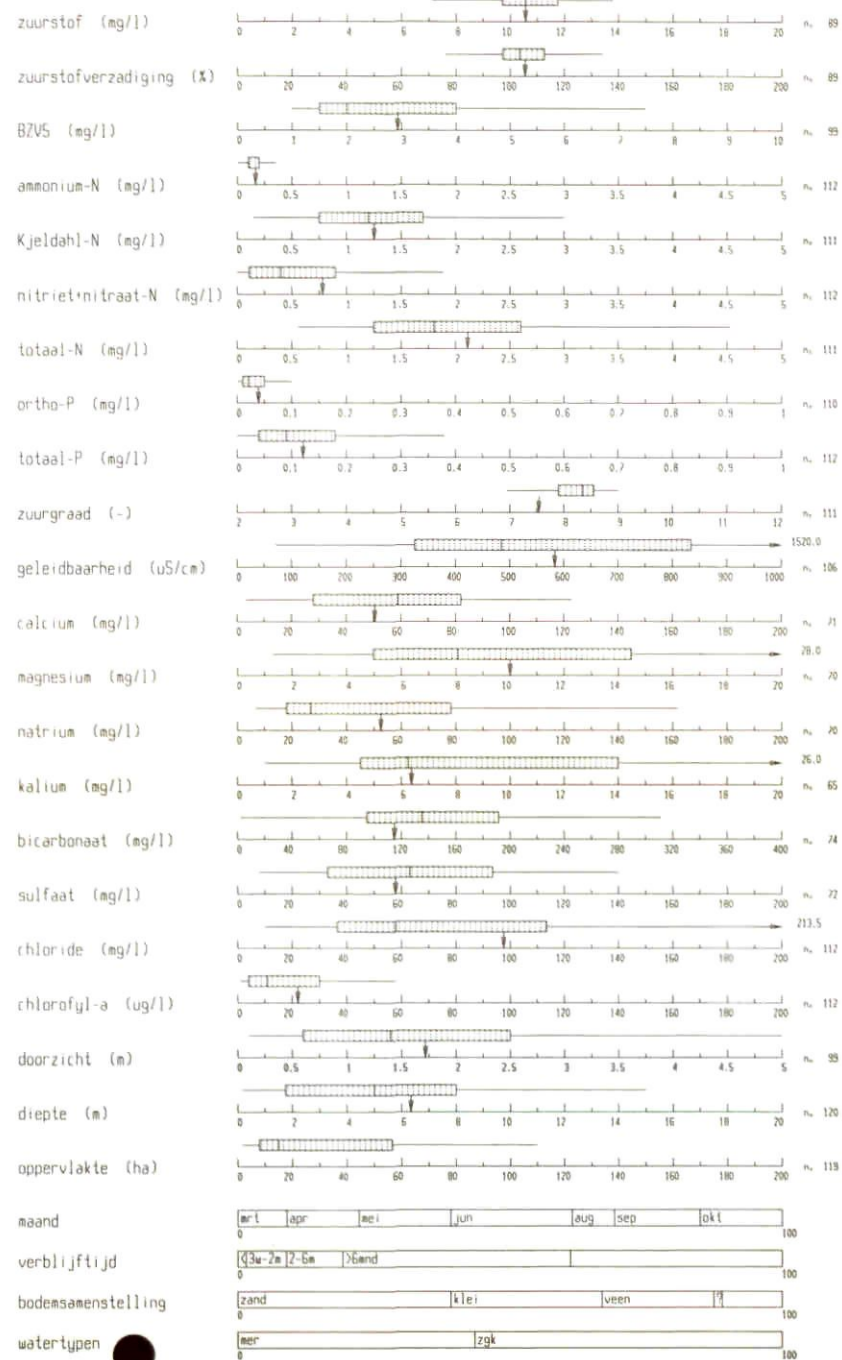 zuurstof (mg/l) 0 2 4 6 8 10 12 14 16 18 20 n. 89
zuurstofverzadiging (%) 0 20 40 60 80 100 120 140 160 180 200 n. 89
BZV5 (mg/l) 0 1 2 3 4 5 6 7 8 9 10 n. 99
ammonium-N (mg/l) 0 0.5 1 1.5 2 2.5 3 3.5 4 4.5 5 n. 112
Kjeldahl-N (mg/l) 0 0.5 1 1.5 2 2.5 3 3.5 4 4.5 5 n. 111
nitriet+nitraat-N (mg/l) 0 0.5 1 1.5 2 2.5 3 3.5 4 4.5 5 n. 112
totaal-N (mg/l) 0 0.5 1 1.5 2 2.5 3 3.5 4 4.5 5 n. 111
ortho-P (mg/l) 0 0.1 0.2 0.3 0.4 0.5 0.6 0.7 0.8 0.9 1 n. 110
totaal-P (mg/l) 0 0.1 0.2 0.3 0.4 0.5 0.6 0.7 0.8 0.9 1 n. 112
zuurgraad (-) 2 3 4 5 6 7 8 9 10 11 12 n. 111
1520.0
geleidbaarheid (uS/cm) 0 100 200 300 400 500 600 700 800 900 1000 n. 106
calcium (mg/l) 0 20 40 60 80 100 120 140 160 180 200 n. 71
28.0
magnesium (mg/l) 0 2 4 6 8 10 12 14 16 18 20 n. 70
natrium (mg/l) 0 20 40 60 80 100 120 140 160 180 200 n. 70
26.0
kalium (mg/l) 0 2 4 6 8 10 12 14 16 18 20 n. 65
bicarbonaat (mg/l) 0 40 80 120 160 200 240 280 320 360 400 n. 74
sulfaat (mg/l) 0 20 40 60 80 100 120 140 160 180 200 n. 72
213.5
chloride (mg/l) 0 20 40 60 80 100 120 140 160 180 200 n. 112
chlorofyl-a (ug/l) 0 20 40 60 80 100 120 140 160 180 200 n. 112
doorzicht (m) 0 0.5 1 1.5 2 2.5 3 3.5 4 4.5 5 n. 99
diepte (m) 0 2 4 6 8 10 12 14 16 18 20 n. 120
oppervlakte (ha) 0 20 40 60 80 100 120 140 160 180 200 n. 119
maand mrt apr mei jun aug sep okt
0 100
verblijftijd <3w-2m 2-6m >6mnd
0 100
bodemsamenstelling zand klei veen ?
0 100
watertypen mer zgk
0 100